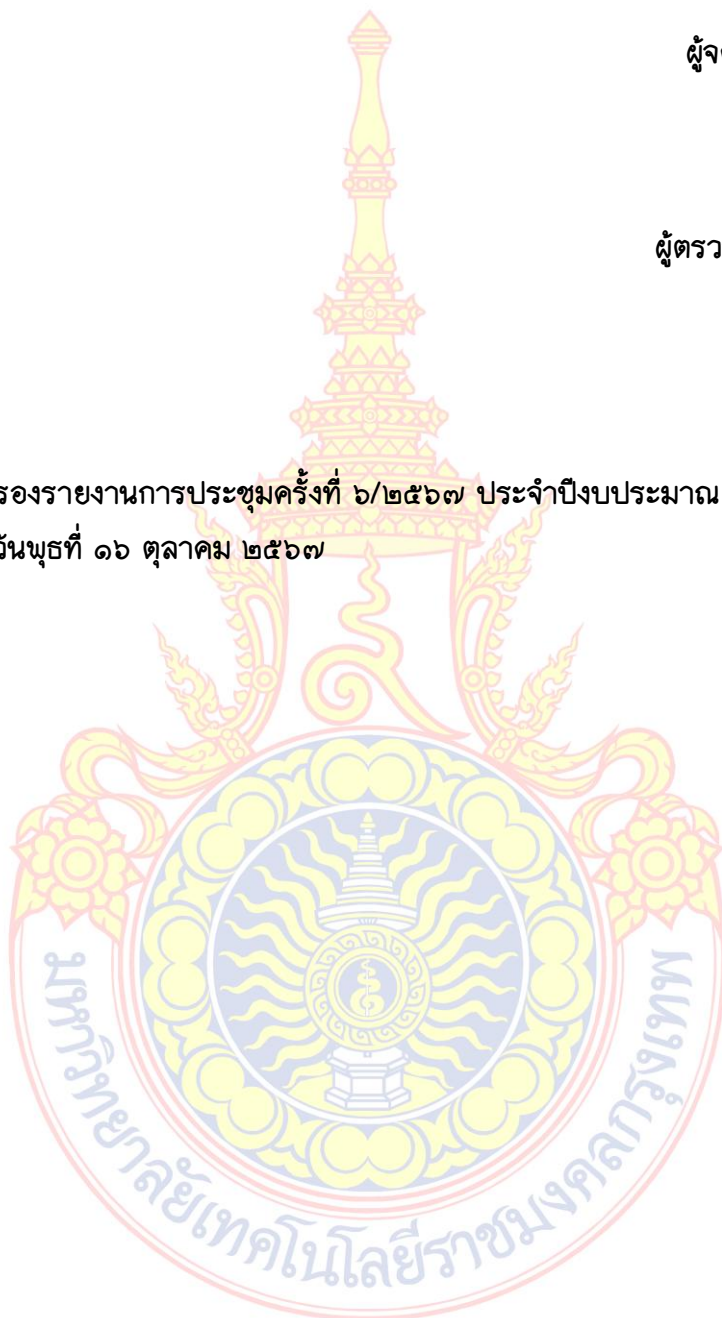 ผู้จด
ผู้ตรว
รองรายงานการประชุมครั้งที่ ๖/๒๕๖๗ ประจำปีงบประมาณ
วันพุธที่ ๑๖ ตุลาคม ๒๕๖๗
มหาวิทยาลัยเทคโนโลยีราชมงคลกรุงเทพ